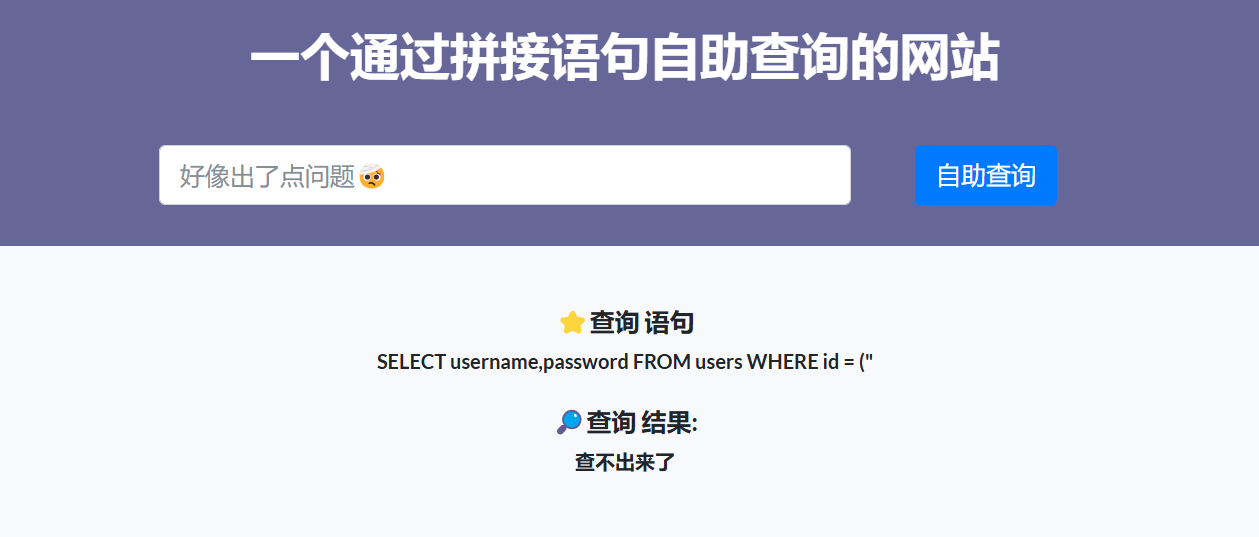 一个通过拼接语句自助查询的网站
好像出了点问题🤕
自助查询
⭐ 查询 语句
SELECT username,password FROM users WHERE id = ("
🔎 查询 结果:
查不出来了